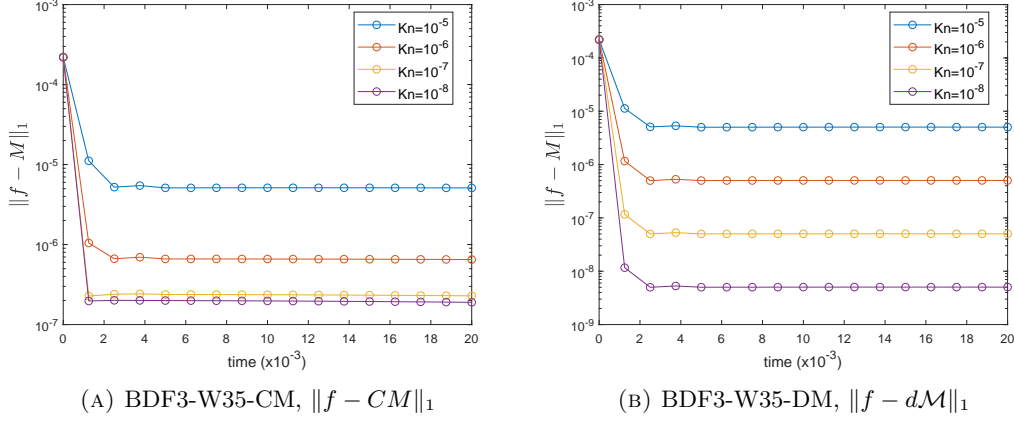 10⁻³
10⁻⁴
10⁻⁵
10⁻⁶
10⁻⁷
‖f − M‖₁
0 2 4 6 8 10 12 14 16 18 20
time (x10⁻³)
Kn=10⁻⁵
Kn=10⁻⁶
Kn=10⁻⁷
Kn=10⁻⁸
(A) BDF3-W35-CM, ‖f − CM‖₁
10⁻³
10⁻⁴
10⁻⁵
10⁻⁶
10⁻⁷
10⁻⁸
10⁻⁹
‖f − M‖₁
0 2 4 6 8 10 12 14 16 18 20
time (x10⁻³)
Kn=10⁻⁵
Kn=10⁻⁶
Kn=10⁻⁷
Kn=10⁻⁸
(B) BDF3-W35-DM, ‖f − dℳ‖₁